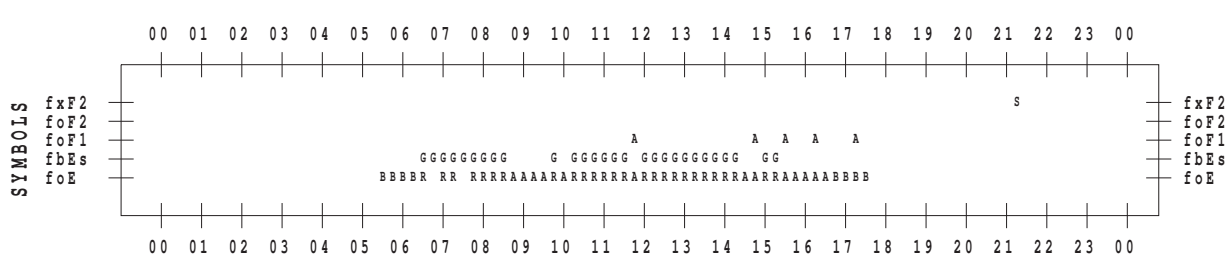 00 01 02 03 04 05 06 07 08 09 10 11 12 13 14 15 16 17 18 19 20 21 22 23 00
SYMBOLS
fxF2 S fxF2
foF2 foF2
foF1 A A A A A foF1
fbEs GGGGGGGGG G GGGGGG GGGGGGGGGG GG fbEs
foE BBBBR RR RRRRAAAARARRRRRRARRRRRRRRRRAARRAAAAABBBB foE
00 01 02 03 04 05 06 07 08 09 10 11 12 13 14 15 16 17 18 19 20 21 22 23 00